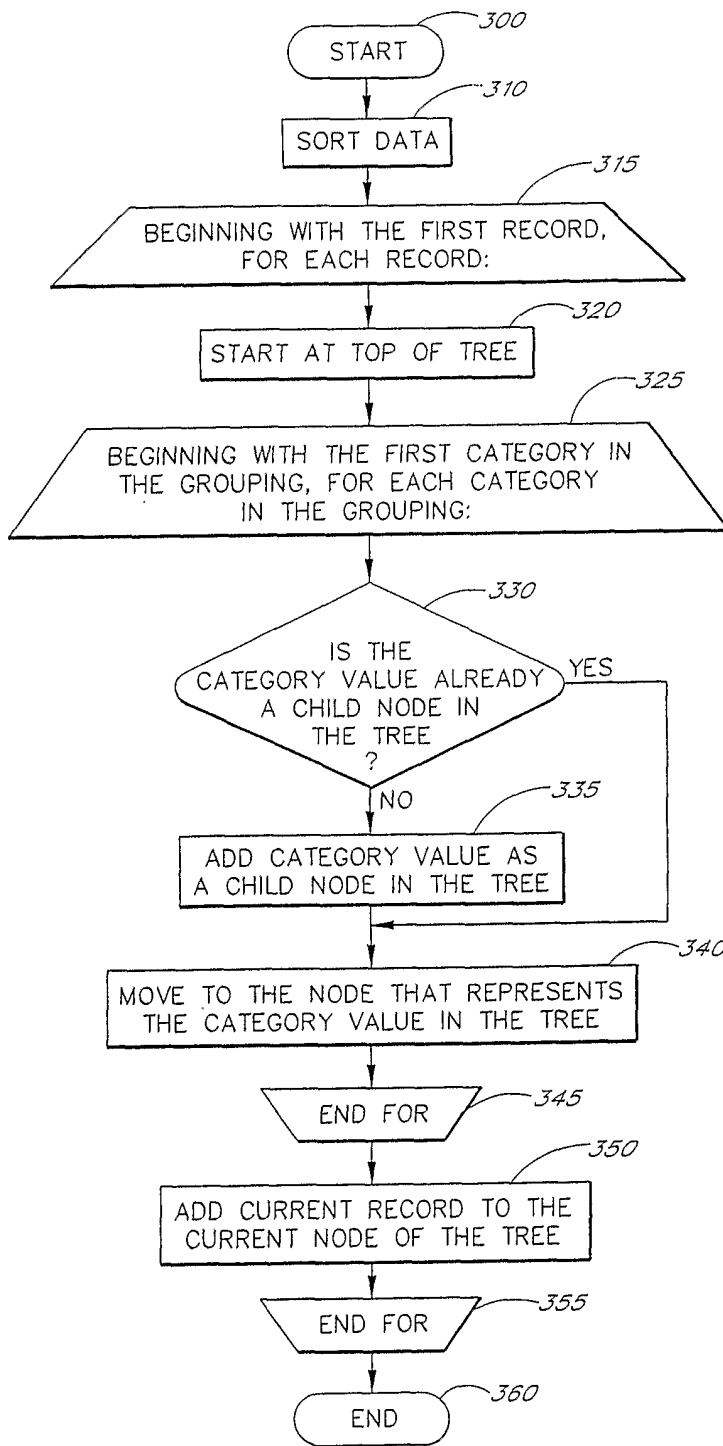 300
START
310
SORT DATA
315
BEGINNING WITH THE FIRST RECORD,
FOR EACH RECORD:
320
START AT TOP OF TREE
325
BEGINNING WITH THE FIRST CATEGORY IN
THE GROUPING, FOR EACH CATEGORY
IN THE GROUPING:
330
IS THE
CATEGORY VALUE ALREADY
A CHILD NODE IN
THE TREE
?
YES
NO
335
ADD CATEGORY VALUE AS
A CHILD NODE IN THE TREE
340
MOVE TO THE NODE THAT REPRESENTS
THE CATEGORY VALUE IN THE TREE
END FOR
345
350
ADD CURRENT RECORD TO THE
CURRENT NODE OF THE TREE
END FOR
355
360
END